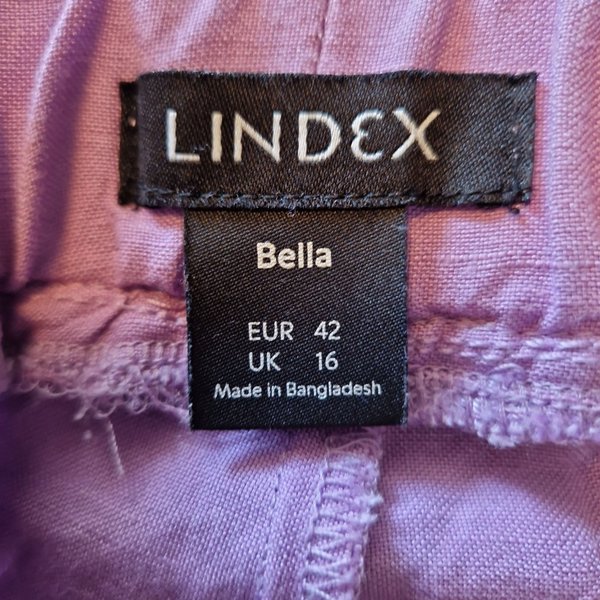 LINDEX
Bella
EUR 42
UK 16
Made in Bangladesh